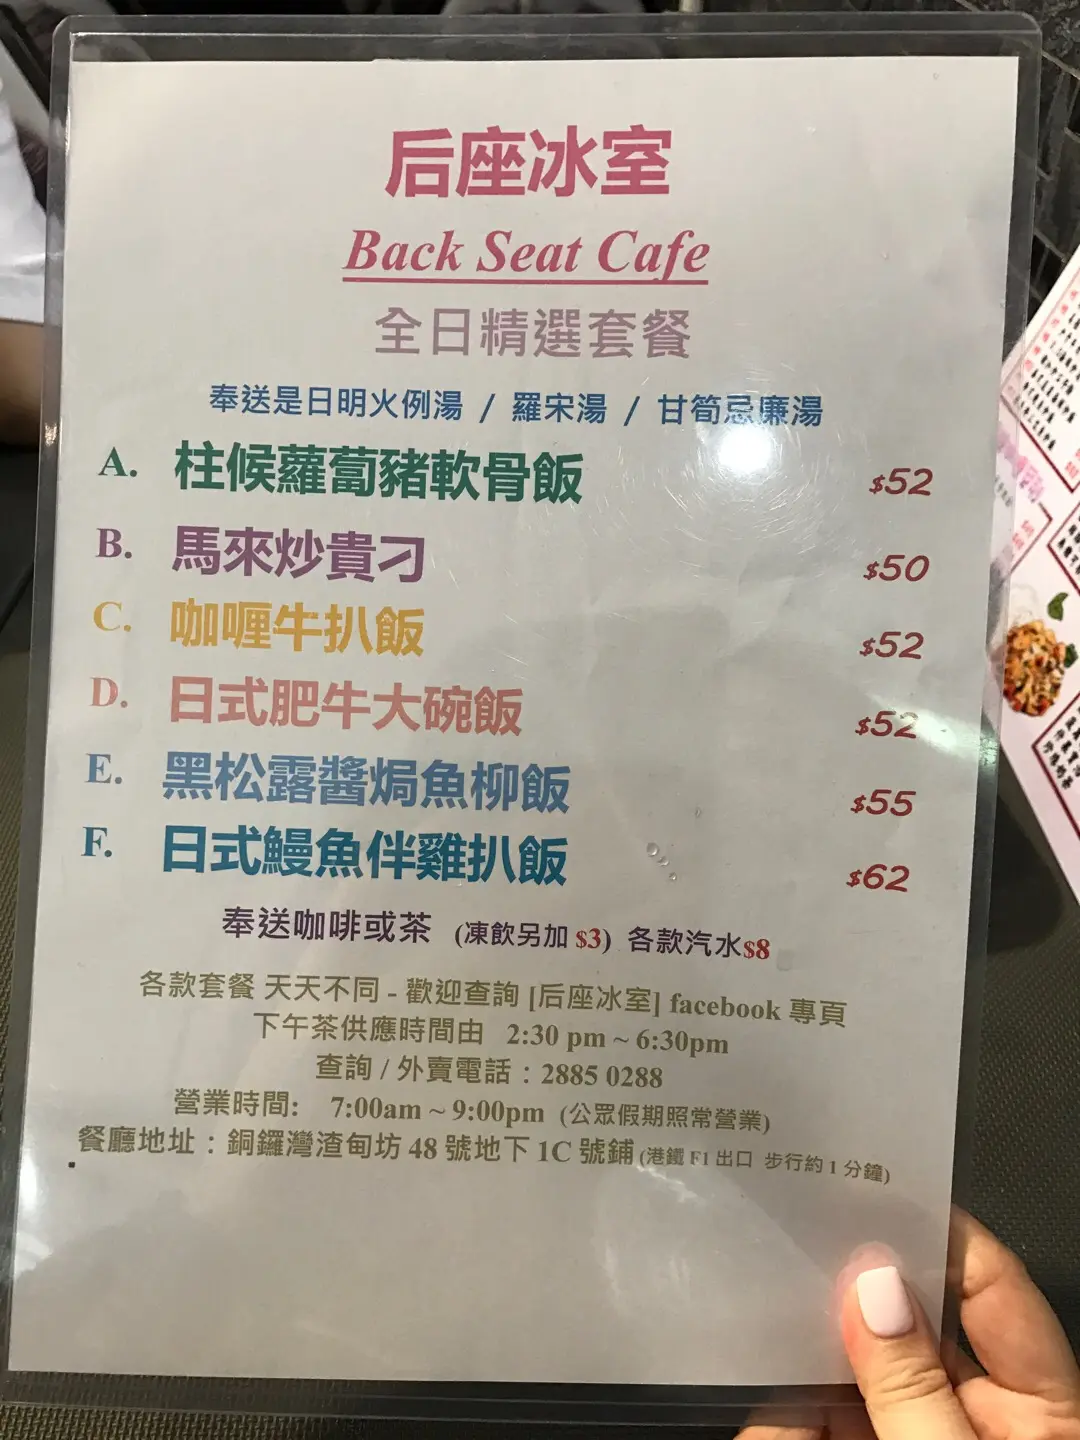 后座冰室
Back Seat Cafe
全日精選套餐
奉送是日明火例湯 / 羅宋湯 / 甘筍忌廉湯
A. 柱候蘿蔔豬軟骨飯 $52
B. 馬來炒貴刁 $50
C. 咖喱牛扒飯 $52
D. 日式肥牛大碗飯 $52
E. 黑松露醬焗魚柳飯 $55
F. 日式鰻魚伴雞扒飯 $62
奉送咖啡或茶 (凍飲另加 $3) 各款汽水$8
各款套餐 天天不同 - 歡迎查詢 [后座冰室] facebook 專頁
下午茶供應時間由 2:30 pm ~ 6:30pm
查詢 / 外賣電話：2885 0288
營業時間: 7:00am ~ 9:00pm (公眾假期照常營業)
餐廳地址：銅鑼灣渣甸坊 48 號地下 1C 號鋪 (港鐵 F1 出口 步行約 1 分鐘)